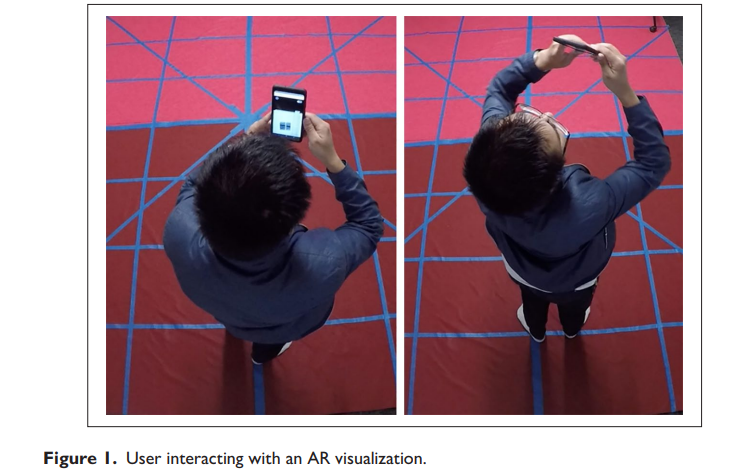 Figure 1. User interacting with an AR visualization.